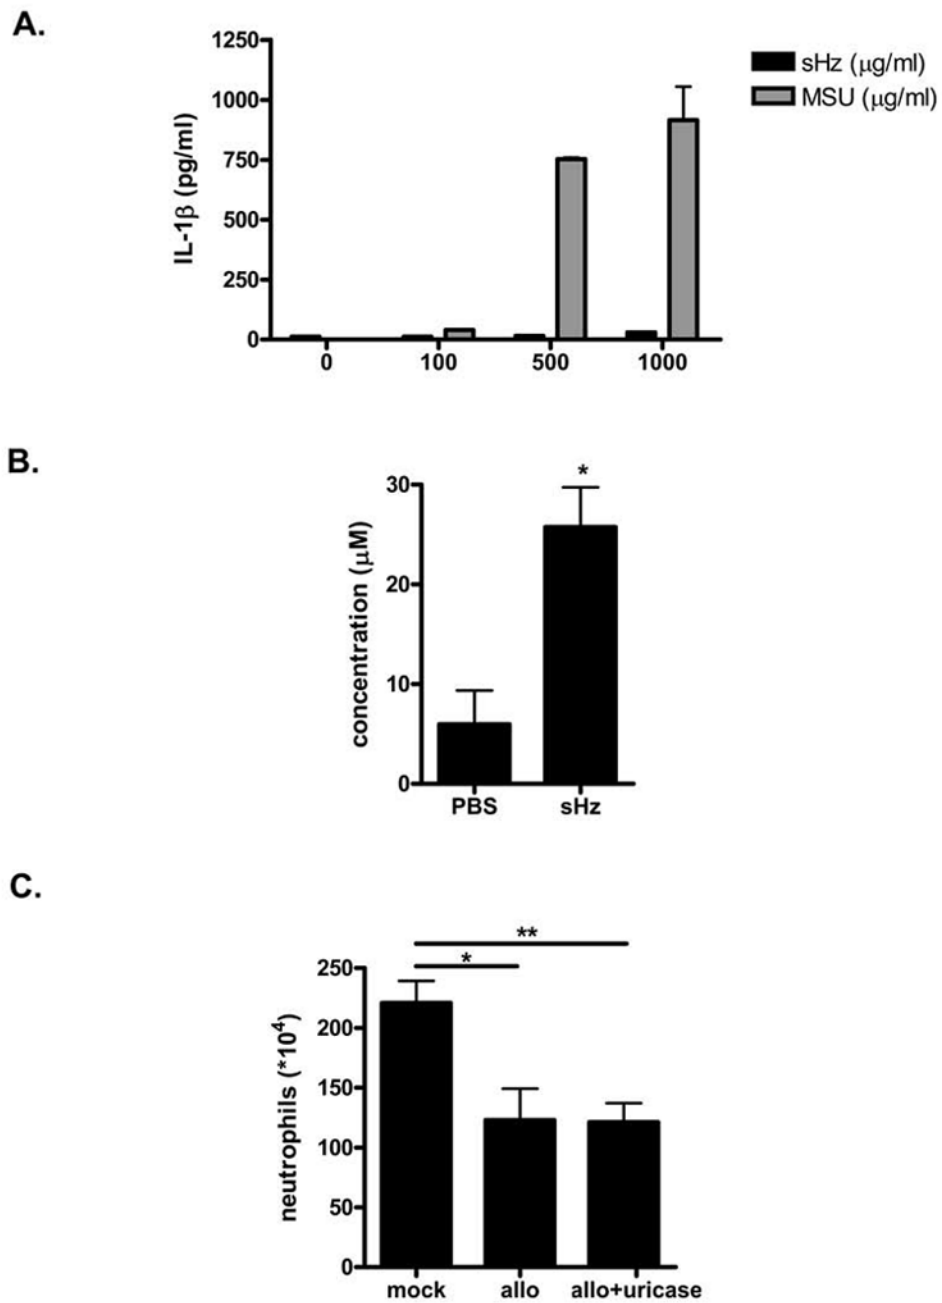 A.
1250
1000
750
500
250
0
IL-1β (pg/ml)
0 100 500 1000
sHz (μg/ml)
MSU (μg/ml)
B.
30
20
10
0
concentration (μM)
*
PBS sHz
C.
250
200
150
100
50
0
neutrophils (*10⁴)
**
*
mock allo allo+uricase